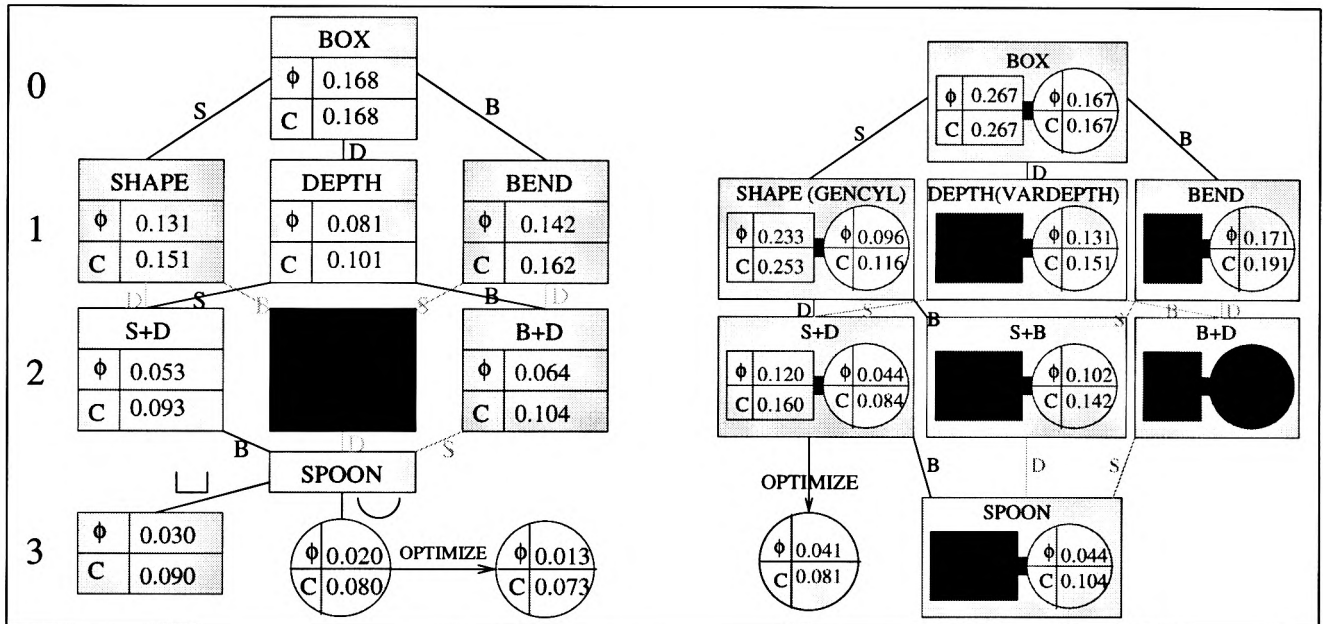 0
1
2
3
BOX
ϕ 0.168
C 0.168
S
D
B
SHAPE
ϕ 0.131
C 0.151
DEPTH
ϕ 0.081
C 0.101
BEND
ϕ 0.142
C 0.162
D
S
B
S
B
D
S+D
ϕ 0.053
C 0.093
B+D
ϕ 0.064
C 0.104
B
D
S
SPOON
ϕ 0.030
C 0.090
ϕ 0.020
C 0.080
OPTIMIZE
ϕ 0.013
C 0.073
BOX
ϕ 0.267
C 0.267
ϕ 0.167
C 0.167
S
D
B
SHAPE (GENCYL)
ϕ 0.233
C 0.253
ϕ 0.096
C 0.116
DEPTH(VARDEPTH)
ϕ 0.131
C 0.151
BEND
ϕ 0.171
C 0.191
D
S
B
S
B
D
S+D
ϕ 0.120
C 0.160
ϕ 0.044
C 0.084
S+B
ϕ 0.102
C 0.142
B+D
OPTIMIZE
B
D
S
ϕ 0.041
C 0.081
SPOON
ϕ 0.044
C 0.104